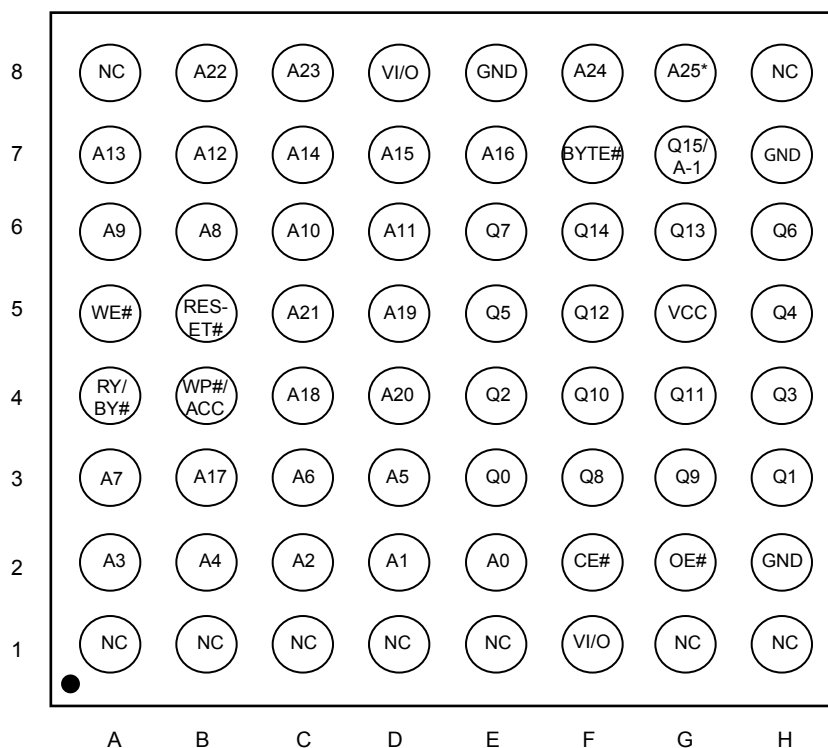 8 NC A22 A23 VI/O GND A24 A25* NC
7 A13 A12 A14 A15 A16 BYTE# Q15/A-1 GND
6 A9 A8 A10 A11 Q7 Q14 Q13 Q6
5 WE# RES-ET# A21 A19 Q5 Q12 VCC Q4
4 RY/BY# WP#/ACC A18 A20 Q2 Q10 Q11 Q3
3 A7 A17 A6 A5 Q0 Q8 Q9 Q1
2 A3 A4 A2 A1 A0 CE# OE# GND
1 NC NC NC NC NC VI/O NC NC
A B C D E F G H